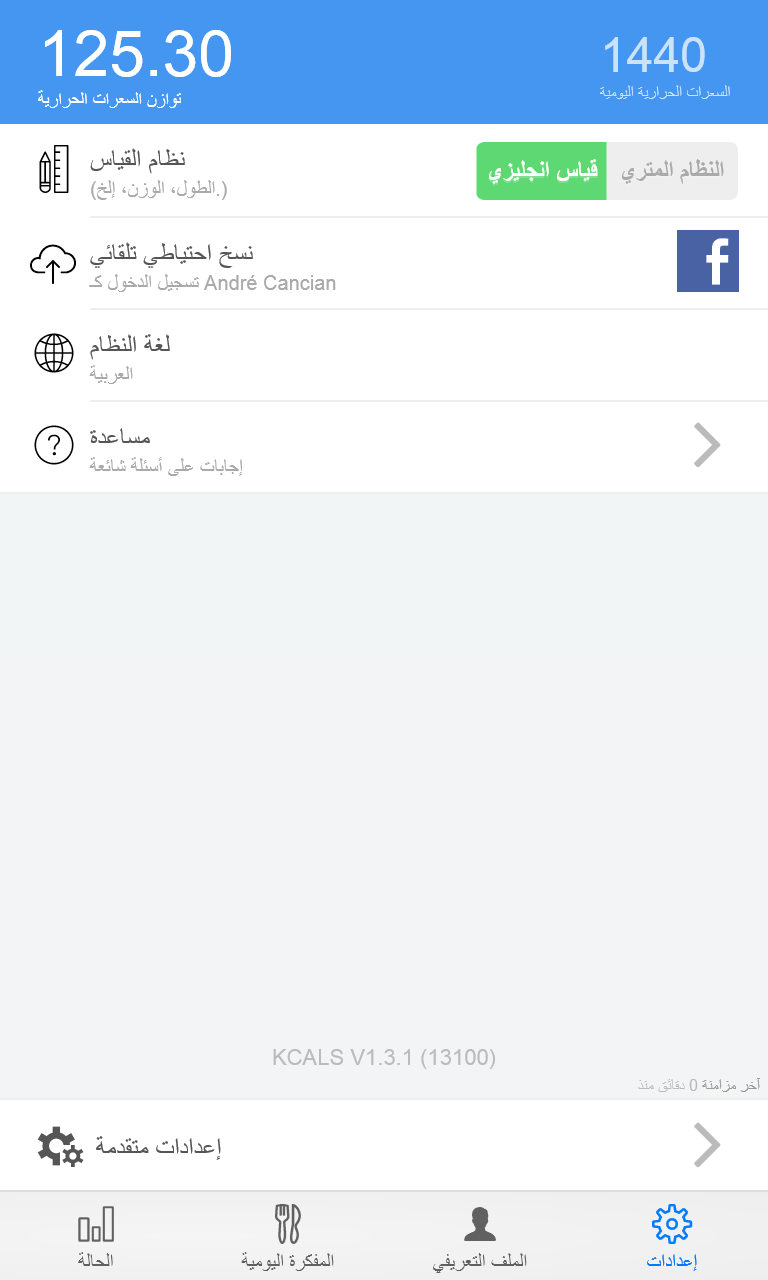 125.30
توازن السعرات الحرارية
1440
السعرات الحرارية اليومية
نظام القياس
(الطول، الوزن، إلخ.)
قياس انجليزي
النظام المتري
نسخ احتياطي تلقائي
تسجيل الدخول كـ André Cancian
f
لغة النظام
العربية
مساعدة
إجابات على أسئلة شائعة
KCALS V1.3.1 (13100)
أخر مزامنة 0 دقائق منذ
إعدادات متقدمة
الحالة
المفكرة اليومية
الملف التعريفي
إعدادات